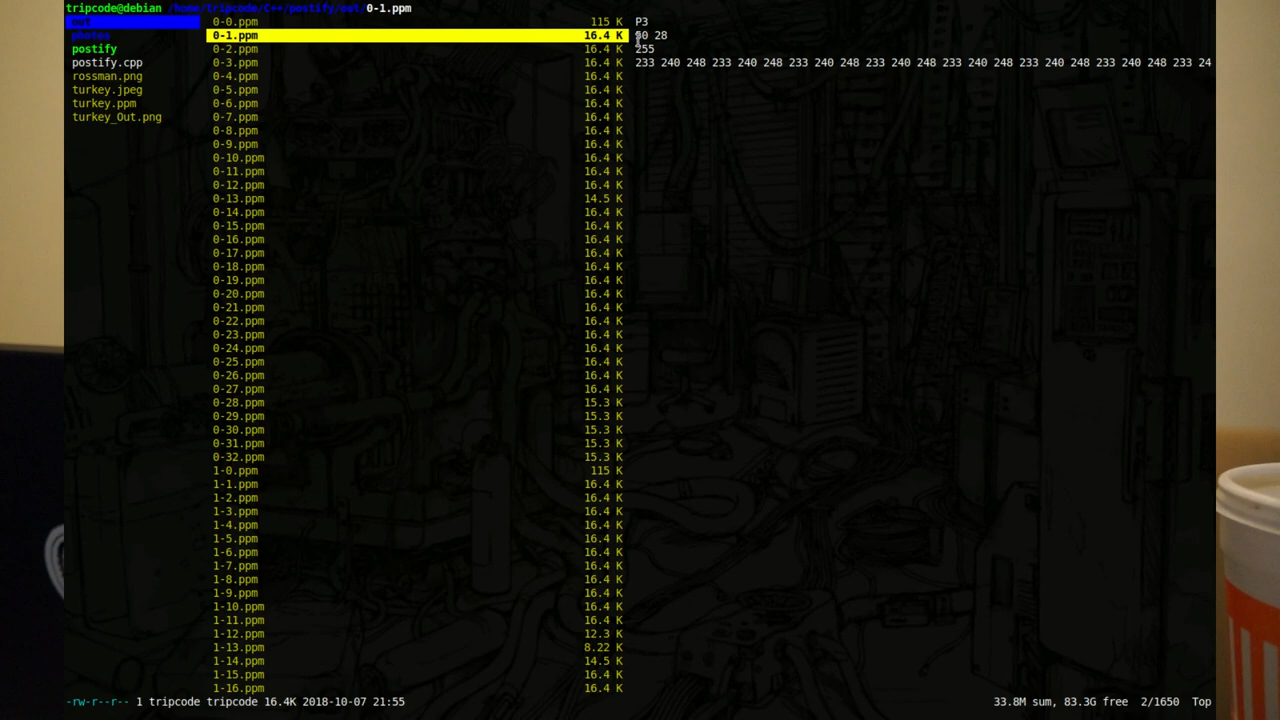 tripcode@debian /home/tripcode/C++/postify/out/0-1.ppm
out 0-0.ppm 115 K P3
photos 0-1.ppm 16.4 K 50 28
postify 0-2.ppm 16.4 K 255
postify.cpp 0-3.ppm 16.4 K 233 240 248 233 240 248 233 240 248 233 240 248 233 240 248 233 240 248 233 240 248 233 240 248 233 24
rossman.png 0-4.ppm 16.4 K
turkey.jpeg 0-5.ppm 16.4 K
turkey.ppm 0-6.ppm 16.4 K
turkey_Out.png 0-7.ppm 16.4 K
0-8.ppm 16.4 K
0-9.ppm 16.4 K
0-10.ppm 16.4 K
0-11.ppm 16.4 K
0-12.ppm 16.4 K
0-13.ppm 14.5 K
0-14.ppm 16.4 K
0-15.ppm 16.4 K
0-16.ppm 16.4 K
0-17.ppm 16.4 K
0-18.ppm 16.4 K
0-19.ppm 16.4 K
0-20.ppm 16.4 K
0-21.ppm 16.4 K
0-22.ppm 16.4 K
0-23.ppm 16.4 K
0-24.ppm 16.4 K
0-25.ppm 16.4 K
0-26.ppm 16.4 K
0-27.ppm 16.4 K
0-28.ppm 15.3 K
0-29.ppm 15.3 K
0-30.ppm 15.3 K
0-31.ppm 15.3 K
0-32.ppm 15.3 K
1-0.ppm 115 K
1-1.ppm 16.4 K
1-2.ppm 16.4 K
1-3.ppm 16.4 K
1-4.ppm 16.4 K
1-5.ppm 16.4 K
1-6.ppm 16.4 K
1-7.ppm 16.4 K
1-8.ppm 16.4 K
1-9.ppm 16.4 K
1-10.ppm 16.4 K
1-11.ppm 16.4 K
1-12.ppm 12.3 K
1-13.ppm 8.22 K
1-14.ppm 14.5 K
1-15.ppm 16.4 K
1-16.ppm 16.4 K
-rw-r--r-- 1 tripcode tripcode 16.4K 2018-10-07 21:55 33.8M sum, 83.3G free 2/1650 Top